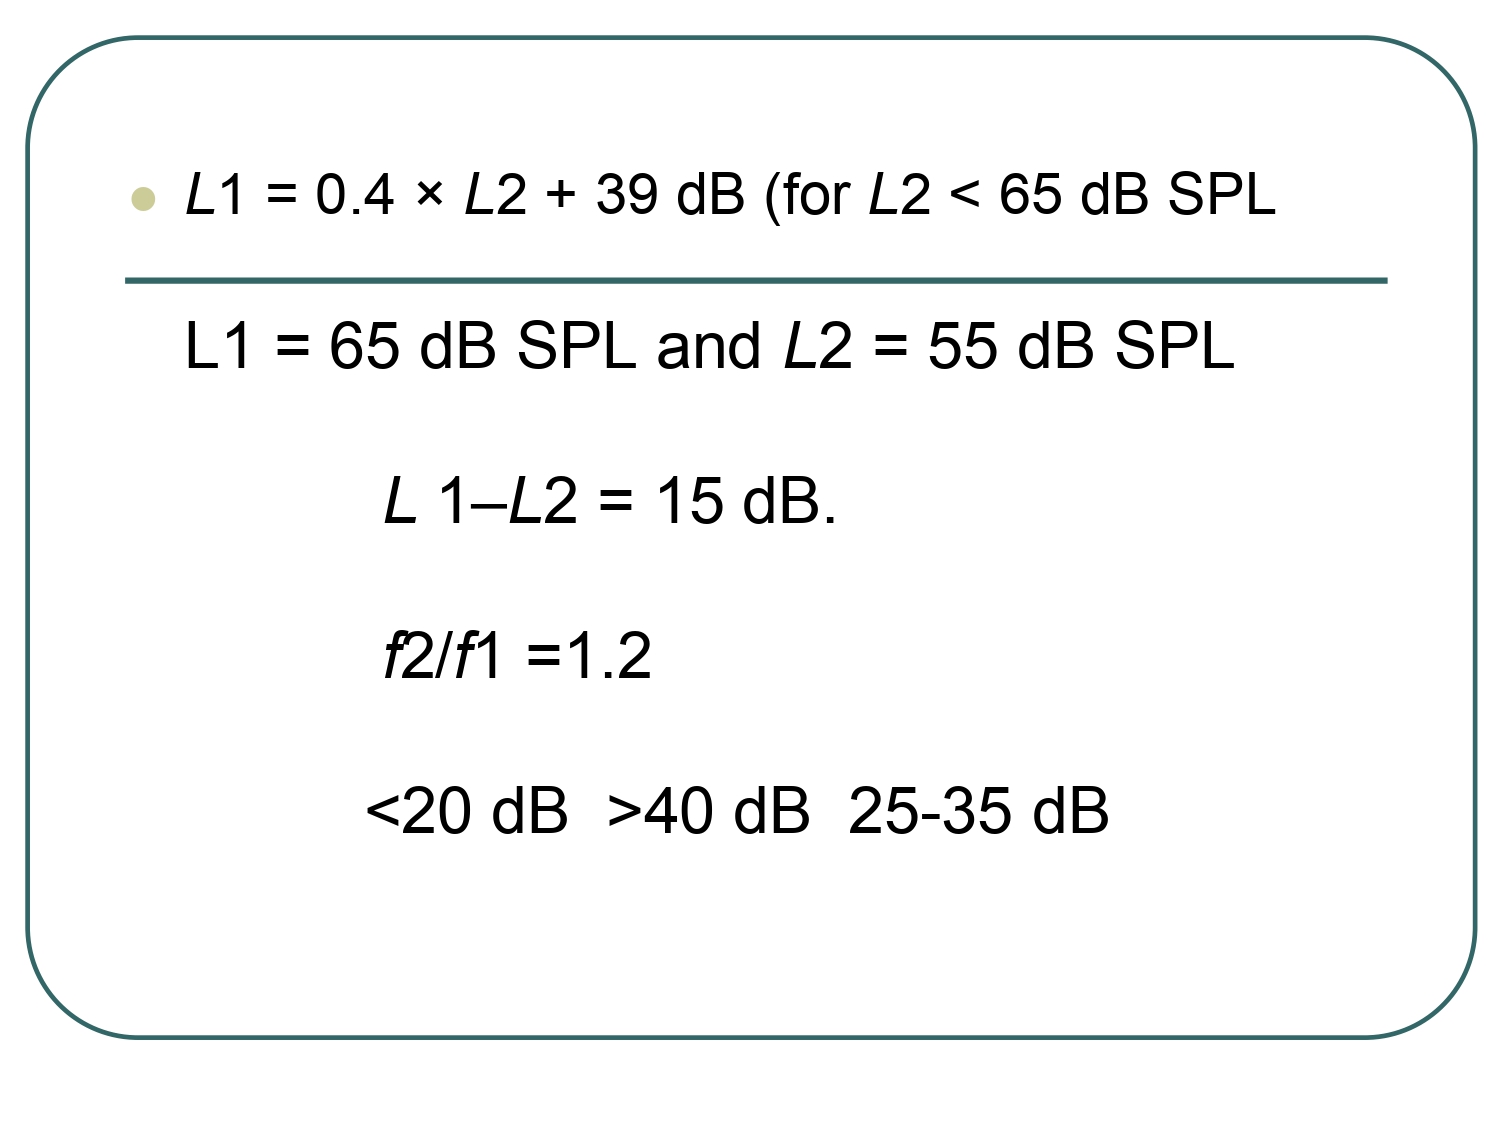 L1 = 0.4 × L2 + 39 dB (for L2 < 65 dB SPL
L1 = 65 dB SPL and L2 = 55 dB SPL
L 1–L2 = 15 dB.
f2/f1 =1.2
<20 dB  >40 dB  25-35 dB